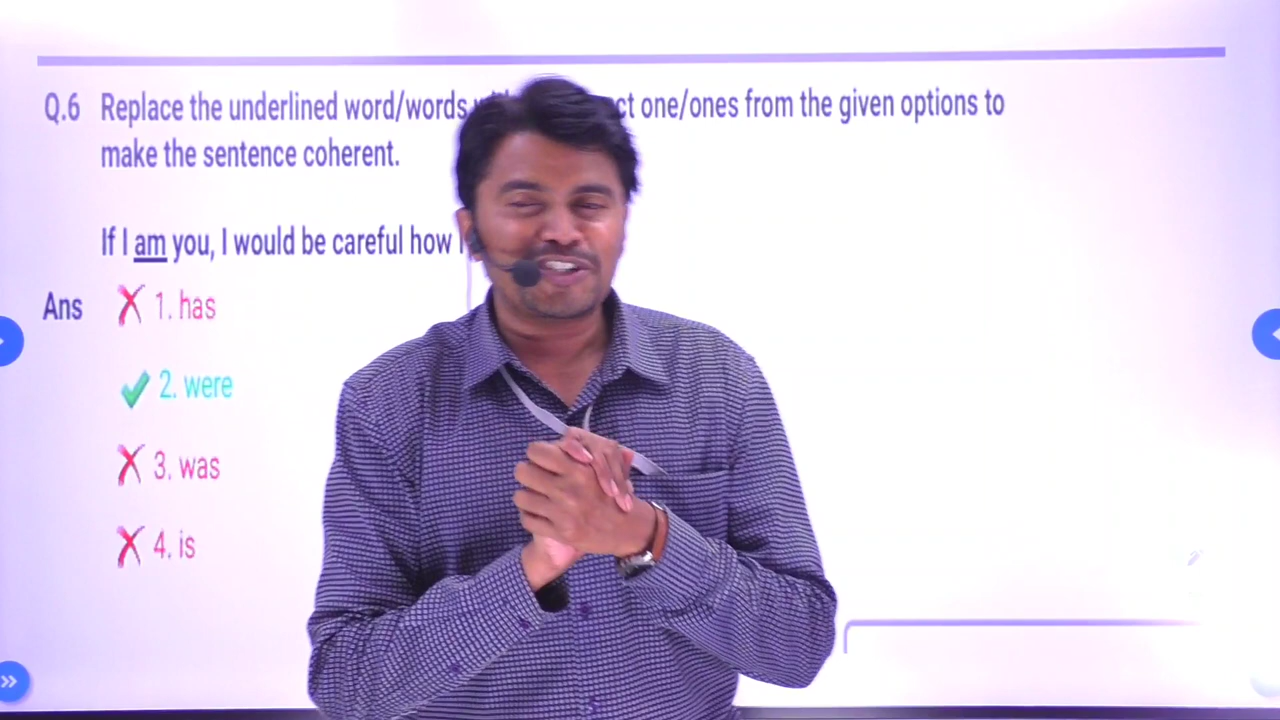 Q.6 Replace the underlined word/words one/ones from the given options to
make the sentence coherent.
If I am you, I would be careful how
Ans
1. has
2. were
3. was
4. is